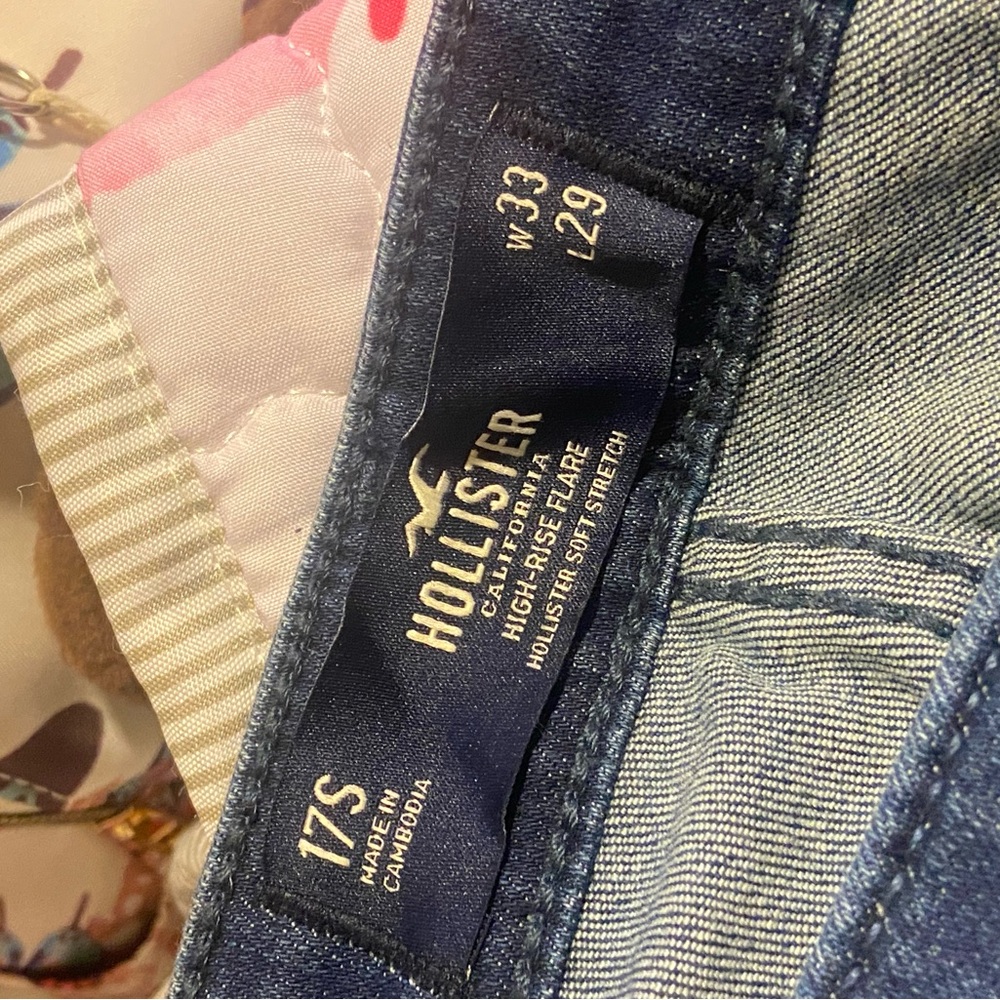 17S
MADE IN
CAMBODIA
HOLLISTER
CALIFORNIA
HIGH-RISE FLARE
HOLLISTER SOFT STRETCH
W33
L29